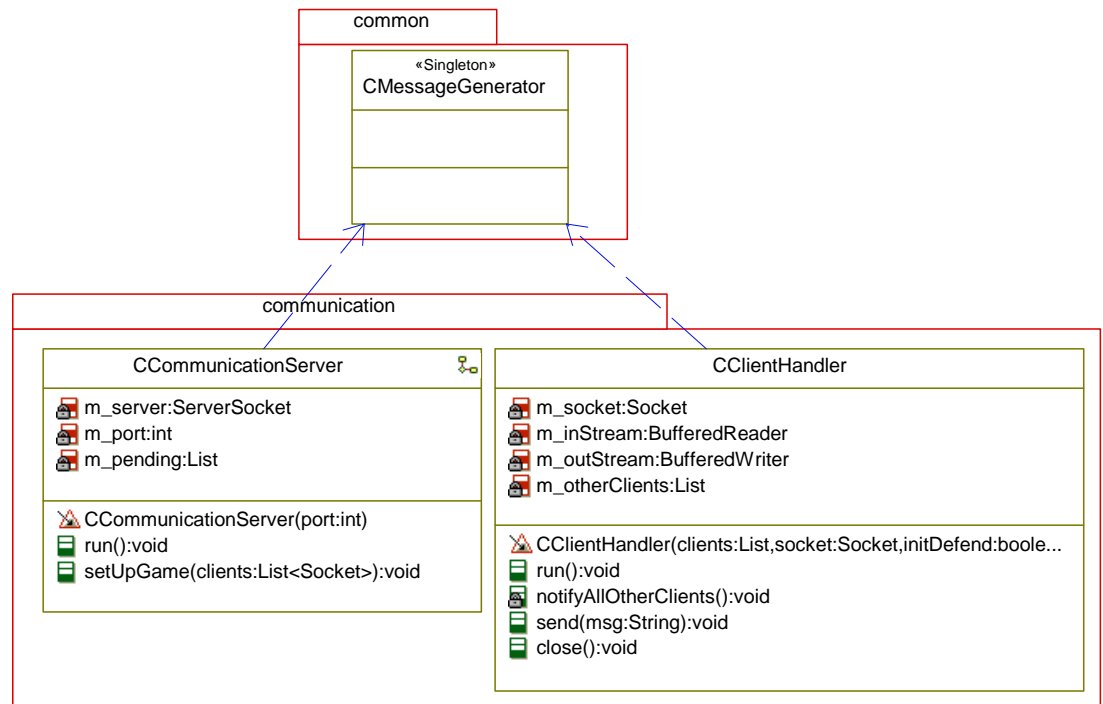 common
«Singleton»
CMessageGenerator
communication
CCommunicationServer
m_server:ServerSocket
m_port:int
m_pending:List
CCommunicationServer(port:int)
run():void
setUpGame(clients:List<Socket>):void
CClientHandler
m_socket:Socket
m_inStream:BufferedReader
m_outStream:BufferedWriter
m_otherClients:List
CClientHandler(clients:List,socket:Socket,initDefend:boole...
run():void
notifyAllOtherClients():void
send(msg:String):void
close():void